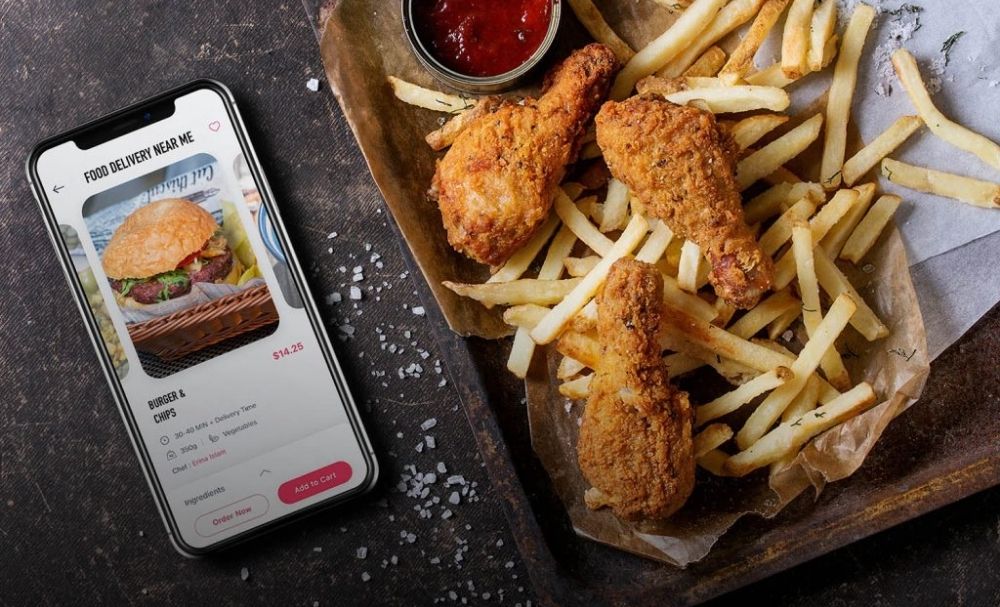 FOOD DELIVERY NEAR ME
$14.25
BURGER &
CHIPS
30-40 MIN + Delivery Time
350g | Vegetables
Chef : Erina Islam
Ingredients
Order Now
Add to Cart